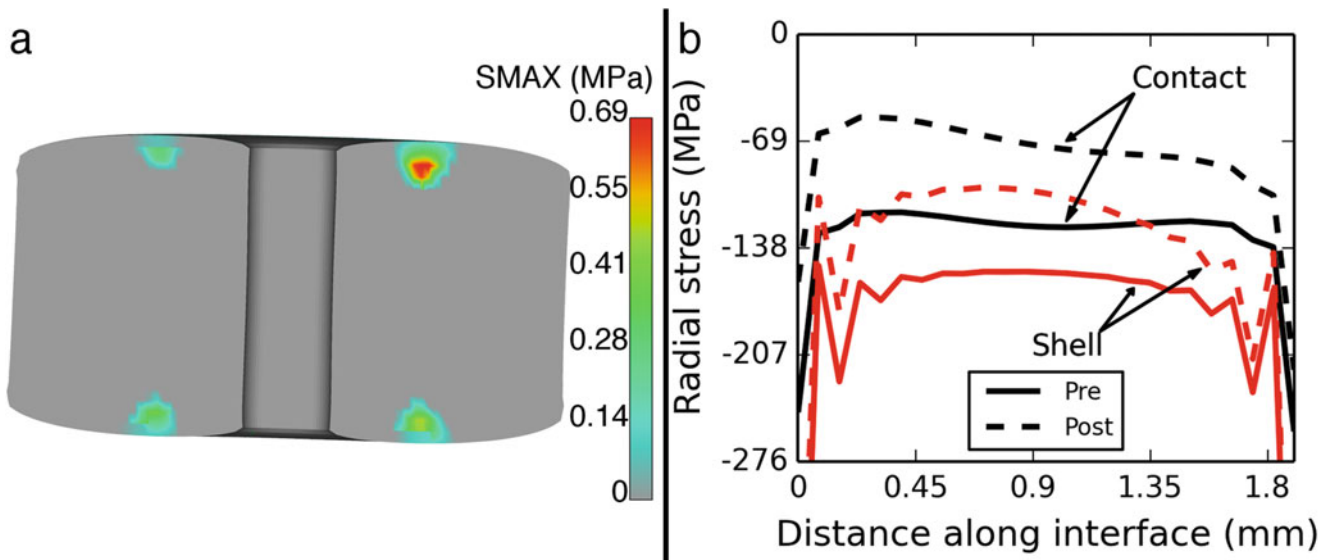 a
SMAX (MPa)
0.69
0.55
0.41
0.28
0.14
0
b
Radial stress (MPa)
0
-69
-138
-207
-276
Contact
Shell
Pre
Post
0 0.45 0.9 1.35 1.8
Distance along interface (mm)